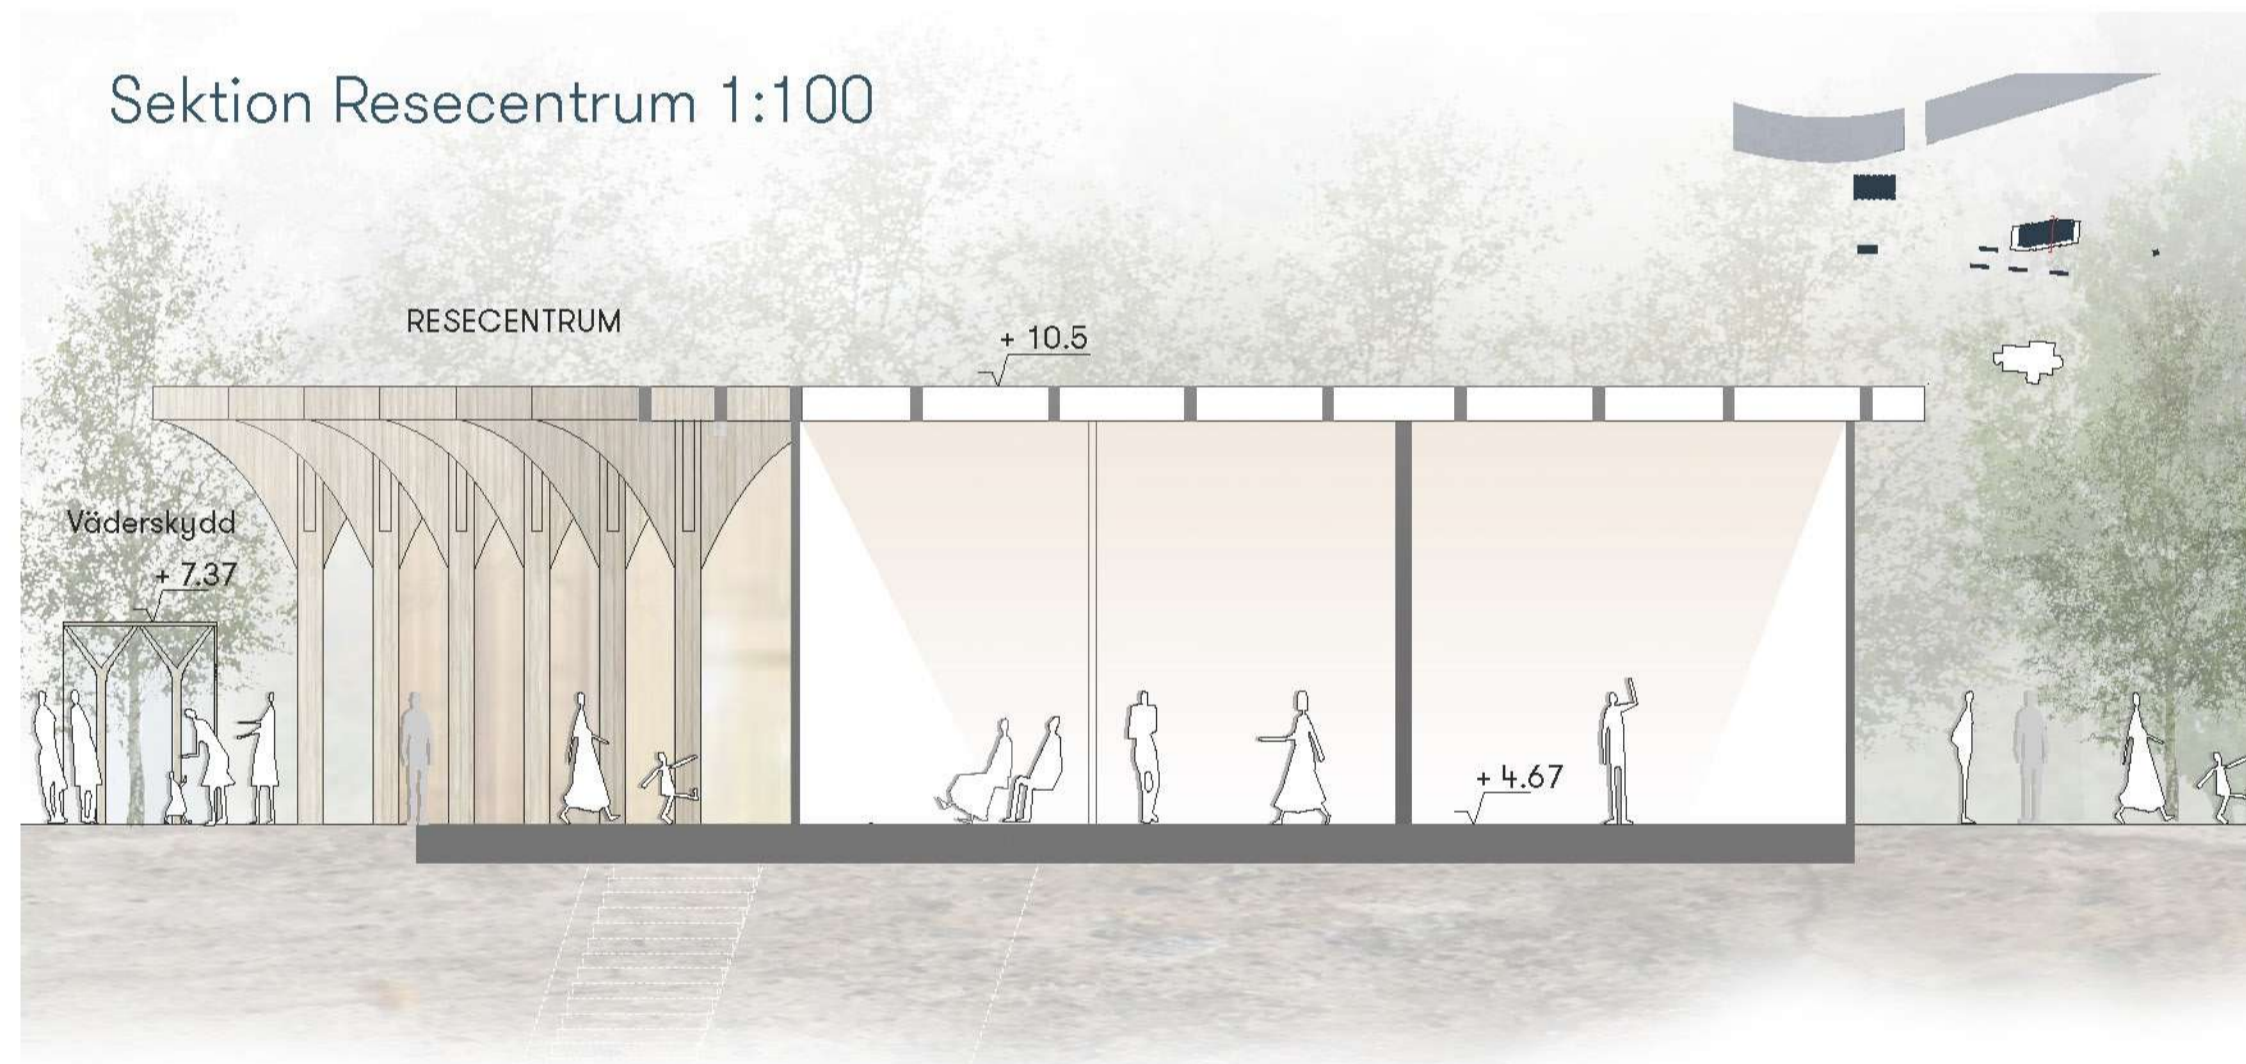 Sektion Resecentrum 1:100
RESECENTRUM
+ 10.5
Väderskydd
+ 7.37
+ 4.67